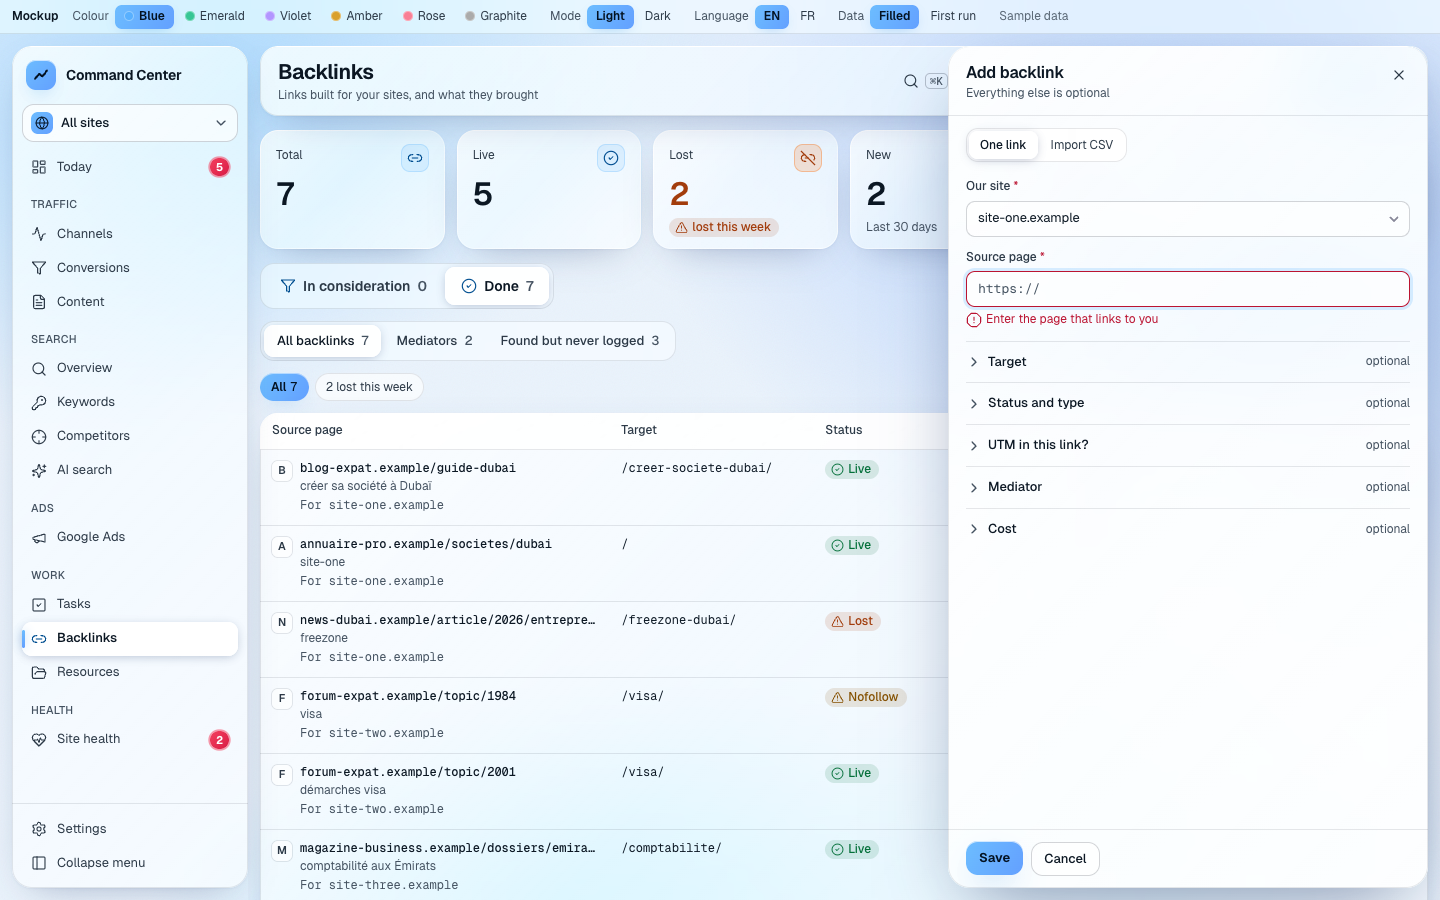 Mockup Colour Blue Emerald Violet Amber Rose Graphite Mode Light Dark Language EN FR Data Filled First run Sample data
Command Center
All sites
Today 5
TRAFFIC
Channels
Conversions
Content
SEARCH
Overview
Keywords
Competitors
AI search
ADS
Google Ads
WORK
Tasks
Backlinks
Resources
HEALTH
Site health 2
Settings
Collapse menu
Backlinks
Links built for your sites, and what they brought
⌘K
Total
7
Live
5
Lost
2
lost this week
New
2
Last 30 days
In consideration 0 Done 7
All backlinks 7 Mediators 2 Found but never logged 3
All 7 2 lost this week
Source page Target Status
B blog-expat.example/guide-dubai /creer-societe-dubai/ Live
créer sa société à Dubaï
For site-one.example
A annuaire-pro.example/societes/dubai / Live
site-one
For site-one.example
N news-dubai.example/article/2026/entrepre… /freezone-dubai/ Lost
freezone
For site-one.example
F forum-expat.example/topic/1984 /visa/ Nofollow
visa
For site-two.example
F forum-expat.example/topic/2001 /visa/ Live
démarches visa
For site-two.example
M magazine-business.example/dossiers/emira… /comptabilite/ Live
comptabilité aux Émirats
For site-three.example
Add backlink
Everything else is optional
One link Import CSV
Our site *
site-one.example
Source page *
https://
Enter the page that links to you
Target optional
Status and type optional
UTM in this link? optional
Mediator optional
Cost optional
Save Cancel